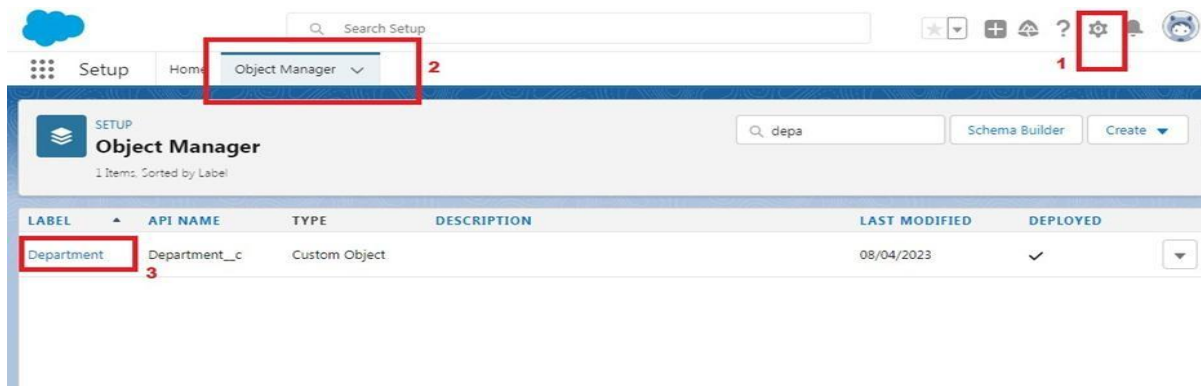 Search Setup
1
Setup Home Object Manager 2
SETUP
Object Manager
1 Items, Sorted by Label
depa Schema Builder Create
LABEL API NAME TYPE DESCRIPTION LAST MODIFIED DEPLOYED
Department Department__c Custom Object 08/04/2023
3